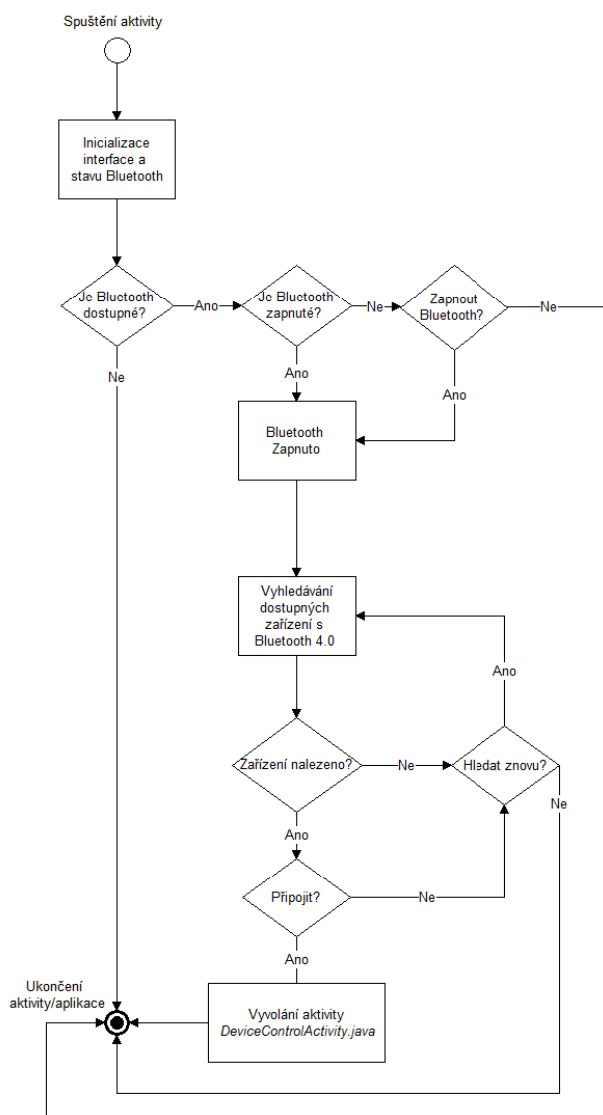 Spuštění aktivity
Inicializace
interface a
stavu Bluetooth
Je Bluetooth
dostupné?
Ano
Je Bluetooth
zapnuté?
Ne
Zapnout
Bluetooth?
Ne
Ne
Ano
Ano
Bluetooth
Zapnuto
Vyhledávání
dostupných
zařízení s
Bluetooth 4.0
Ano
Zařízení nalezeno?
Ne
Hledat znovu?
Ne
Ano
Připojit?
Ne
Ano
Ukončení
aktivity/aplikace
Vyvolání aktivity
DeviceControlActivity.java